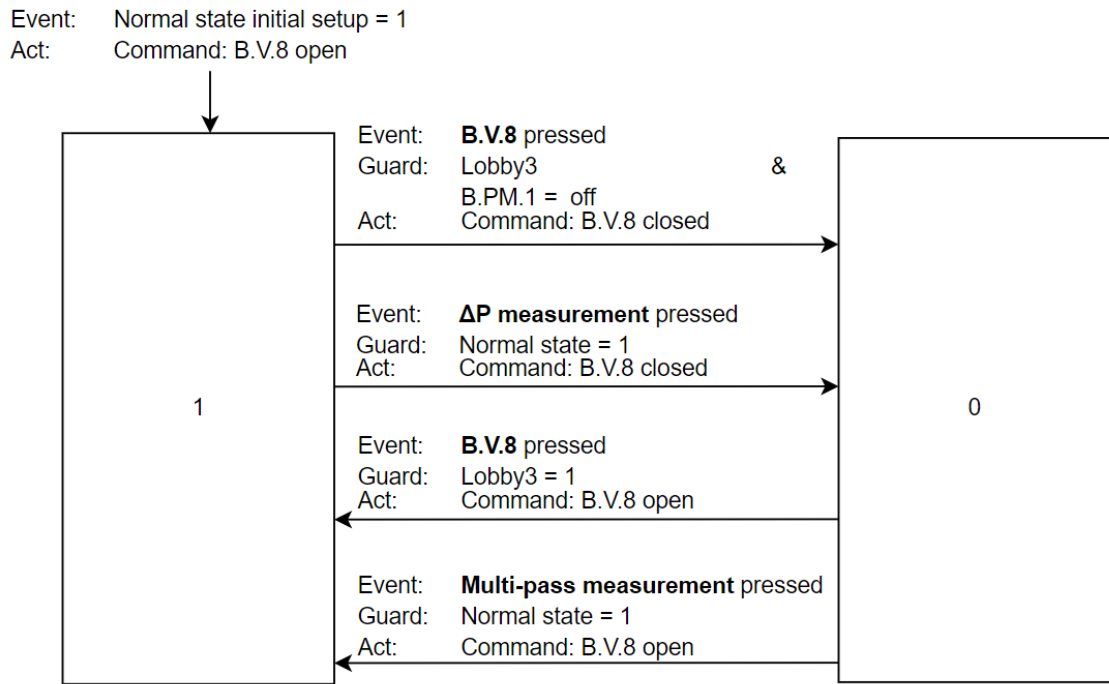 Event: Normal state initial setup = 1
Act: Command: B.V.8 open
Event: B.V.8 pressed
Guard: Lobby3 &
B.PM.1 = off
Act: Command: B.V.8 closed
Event: ΔP measurement pressed
Guard: Normal state = 1
Act: Command: B.V.8 closed
1
0
Event: B.V.8 pressed
Guard: Lobby3 = 1
Act: Command: B.V.8 open
Event: Multi-pass measurement pressed
Guard: Normal state = 1
Act: Command: B.V.8 open